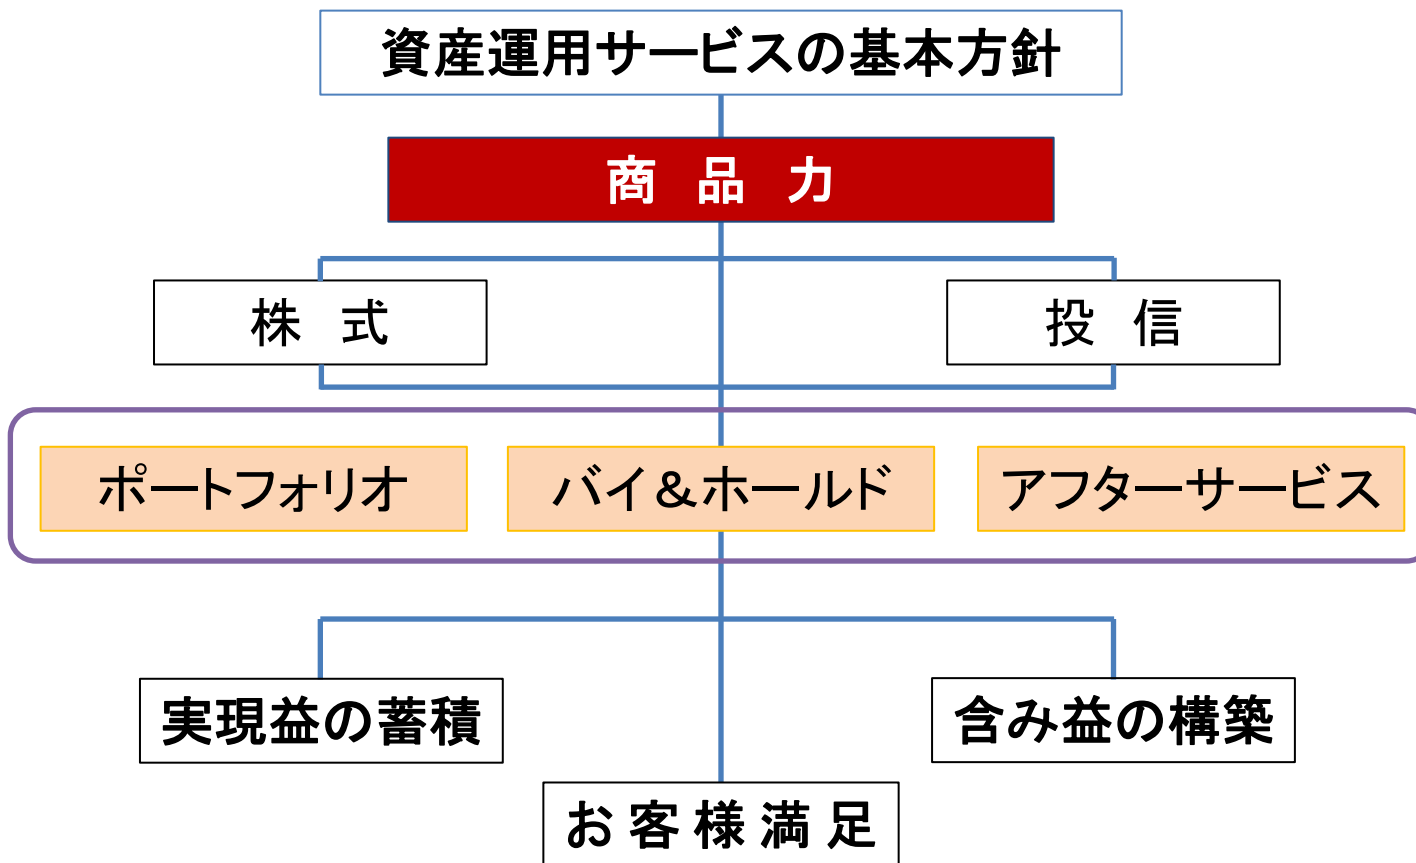 資産運用サービスの基本方針
商　品　力
株　式
投　信
ポートフォリオ
バイ＆ホールド
アフターサービス
実現益の蓄積
含み益の構築
お 客 様 満 足